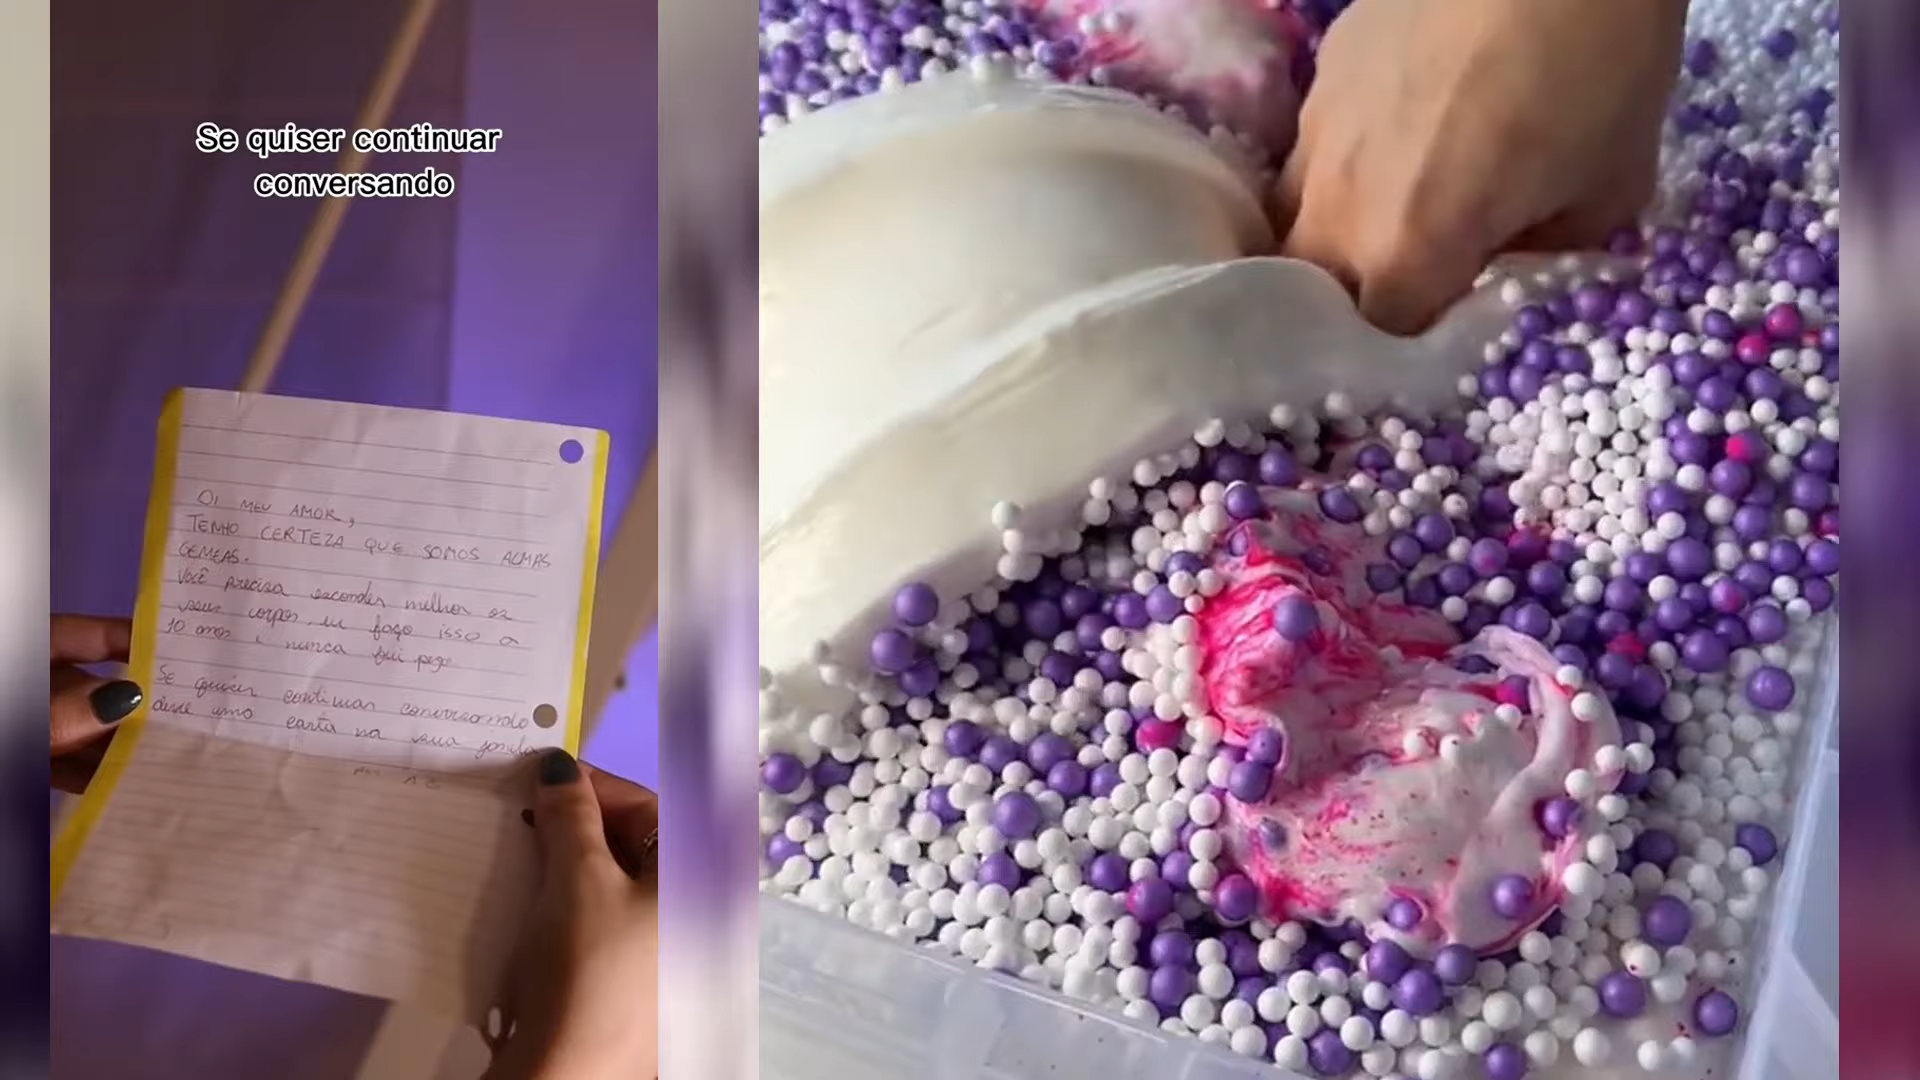 Se quiser continuar
conversando
OI MEU AMOR,
TENHO CERTEZA QUE SOMOS ALMAS
GEMEAS.
Você precisa esconder melhor os
seus corpos, eu faço isso a
10 anos e nunca fui pego
Se quiser continuar conversando
deixe uma carta na sua janela